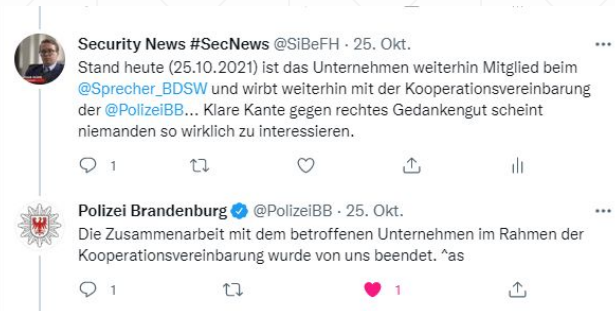 Security News #SecNews @SiBeFH · 25. Okt.
Stand heute (25.10.2021) ist das Unternehmen weiterhin Mitglied beim
@Sprecher_BDSW und wirbt weiterhin mit der Kooperationsvereinbarung
der @PolizeiBB... Klare Kante gegen rechtes Gedankengut scheint
niemanden so wirklich zu interessieren.
1
Polizei Brandenburg @PolizeiBB · 25. Okt.
Die Zusammenarbeit mit dem betroffenen Unternehmen im Rahmen der
Kooperationsvereinbarung wurde von uns beendet. ^as
1 1